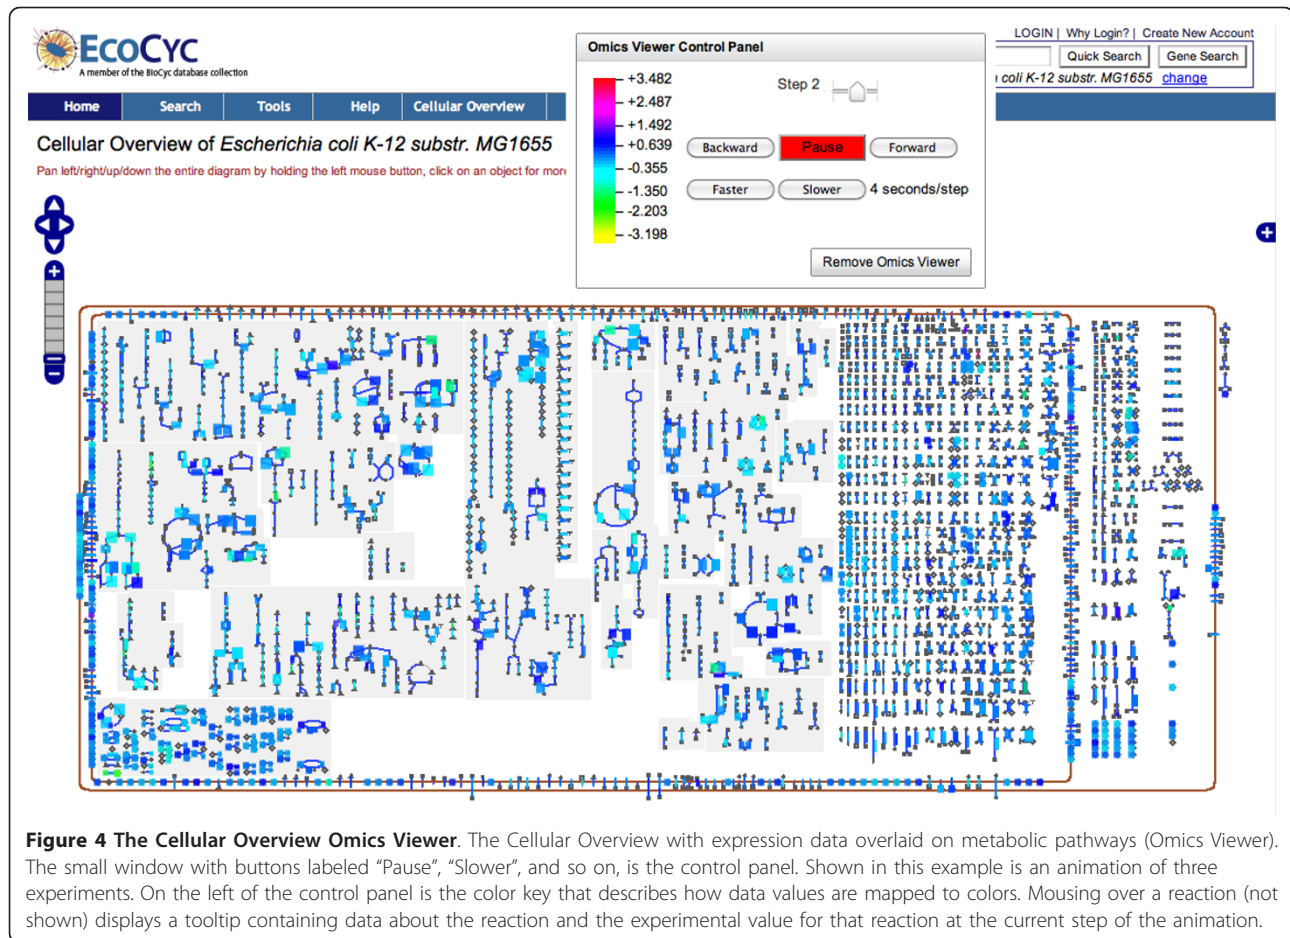 ECOCYC
A member of the BioCyc database collection
LOGIN | Why Login? | Create New Account
Quick Search
Gene Search
coli K-12 substr. MG1655 change
Home
Search
Tools
Help
Cellular Overview
Cellular Overview of Escherichia coli K-12 substr. MG1655
Pan left/right/up/down the entire diagram by holding the left mouse button, click on an object for more
Omics Viewer Control Panel
+3.482
+2.487
+1.492
+0.639
-0.355
-1.350
-2.203
-3.198
Step 2
Backward
Pause
Forward
Faster
Slower
4 seconds/step
Remove Omics Viewer
Figure 4 The Cellular Overview Omics Viewer. The Cellular Overview with expression data overlaid on metabolic pathways (Omics Viewer).
The small window with buttons labeled “Pause”, “Slower”, and so on, is the control panel. Shown in this example is an animation of three
experiments. On the left of the control panel is the color key that describes how data values are mapped to colors. Mousing over a reaction (not
shown) displays a tooltip containing data about the reaction and the experimental value for that reaction at the current step of the animation.